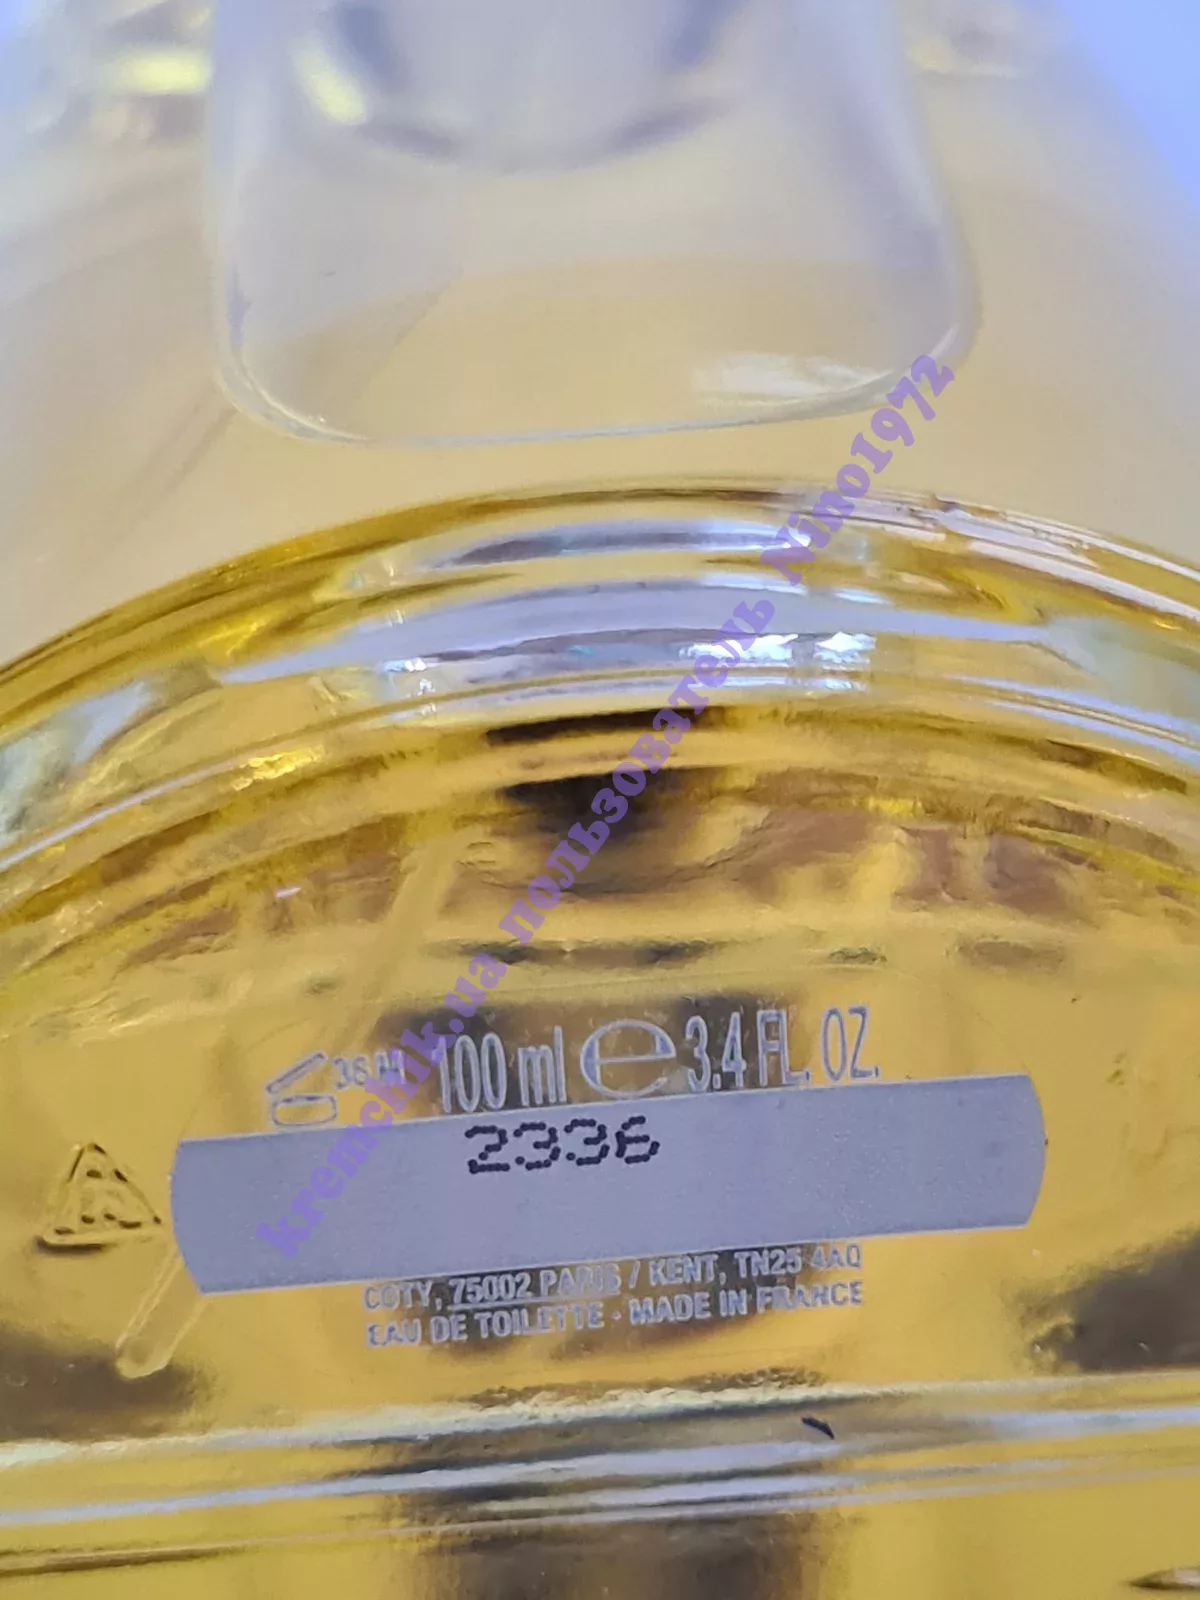 36 M 100 ml e 3.4 FL. OZ.
2336
COTY, 75002 PARIS / KENT, TN25 4AQ
EAU DE TOILETTE · MADE IN FRANCE
kremchik.ua пользователь Nino1972